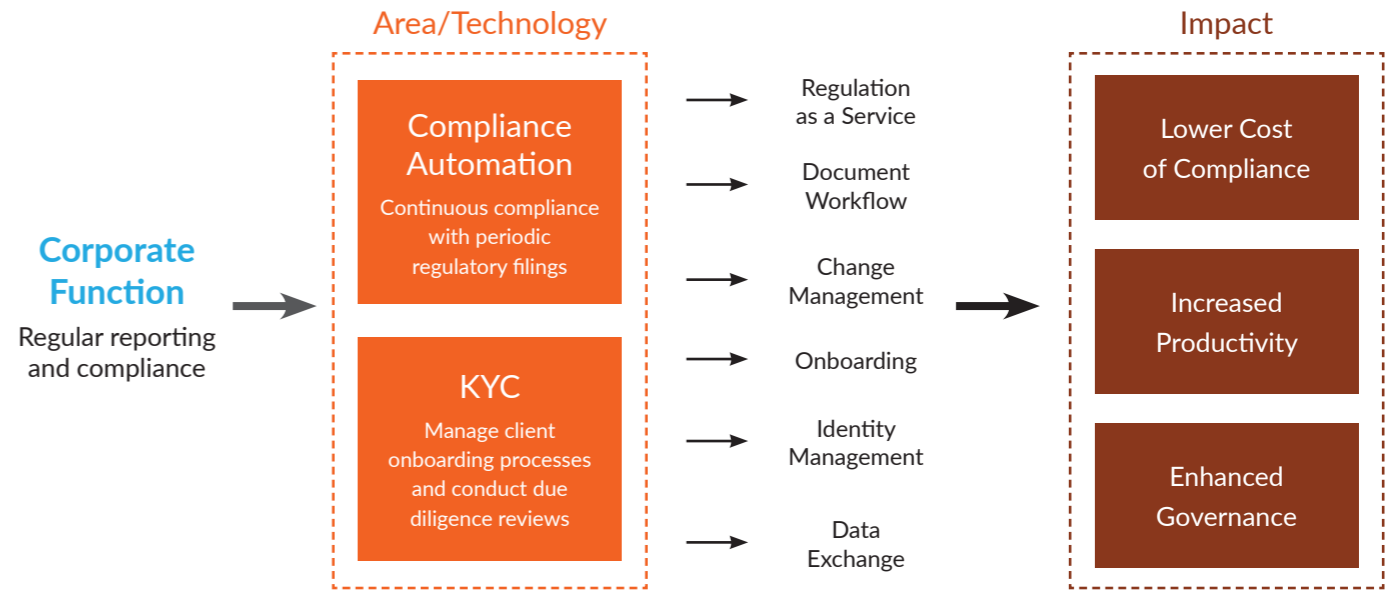 Area/Technology
Impact
Corporate
Function
Regular reporting
and compliance
Compliance
Automation
Continuous compliance
with periodic
regulatory filings
KYC
Manage client
onboarding processes
and conduct due
diligence reviews
Regulation
as a Service
Document
Workflow
Change
Management
Onboarding
Identity
Management
Data
Exchange
Lower Cost
of Compliance
Increased
Productivity
Enhanced
Governance